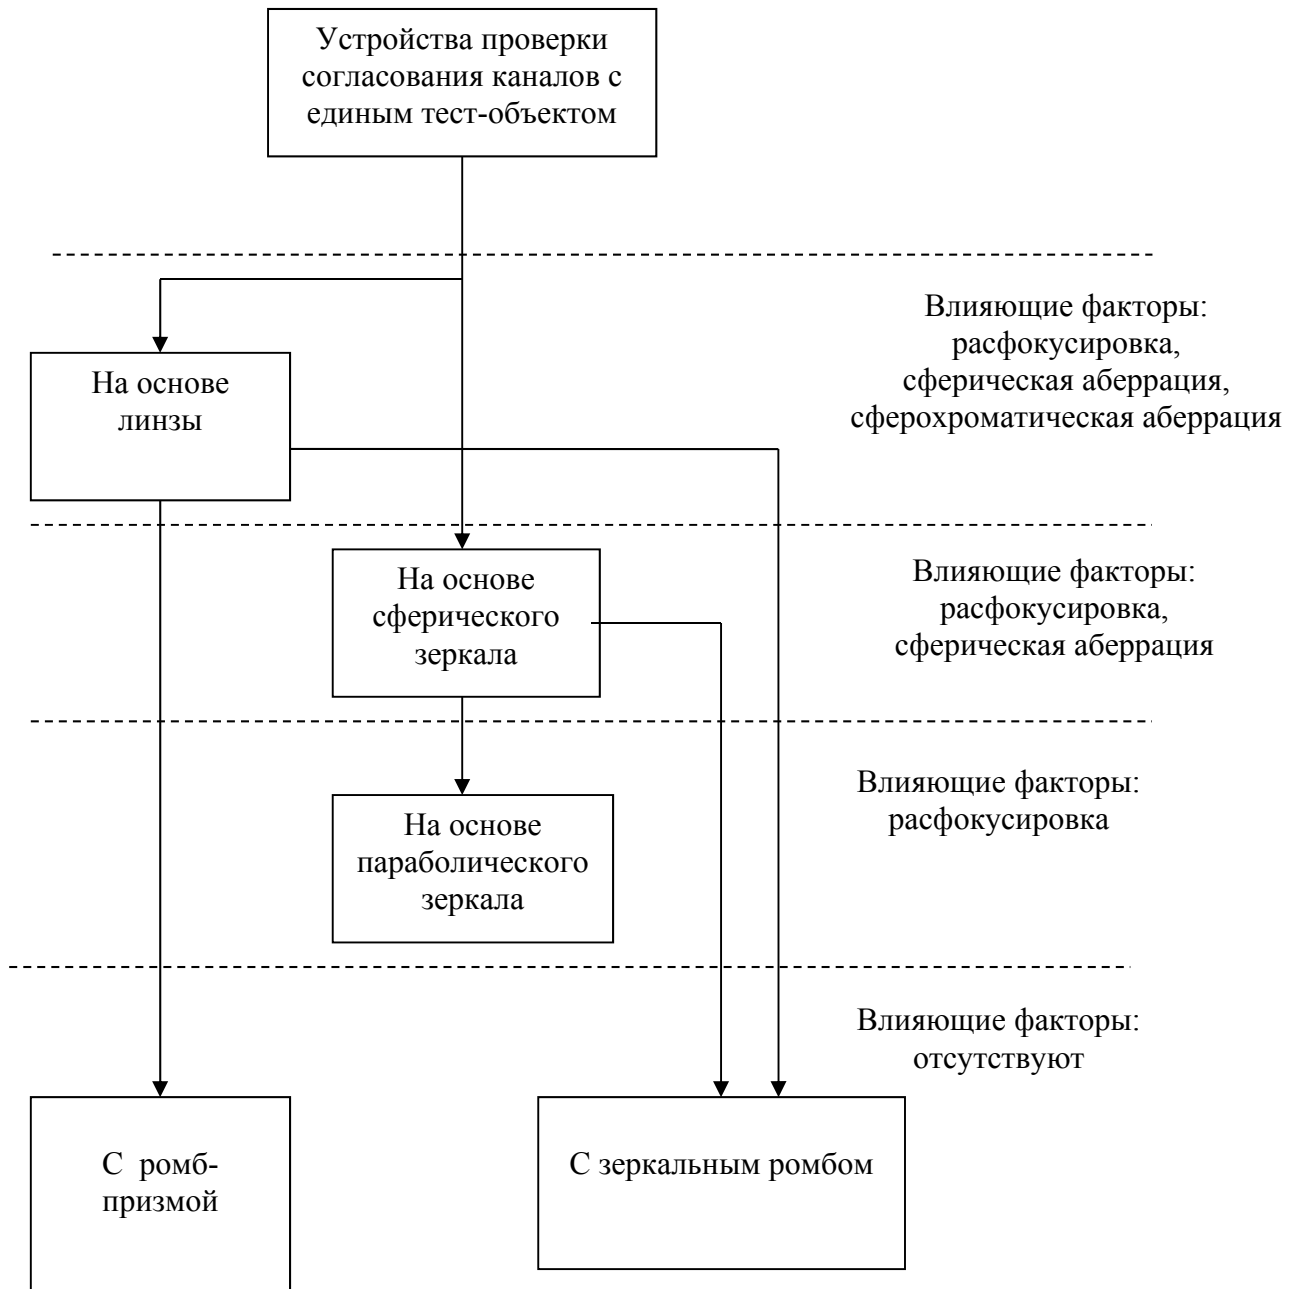 Устройства проверки
согласования каналов с
единым тест-объектом
Влияющие факторы:
расфокусировка,
сферическая аберрация,
сферохроматическая аберрация
На основе
линзы
На основе
сферического
зеркала
Влияющие факторы:
расфокусировка,
сферическая аберрация
Влияющие факторы:
расфокусировка
На основе
параболического
зеркала
Влияющие факторы:
отсутствуют
С ромб-
призмой
С зеркальным ромбом